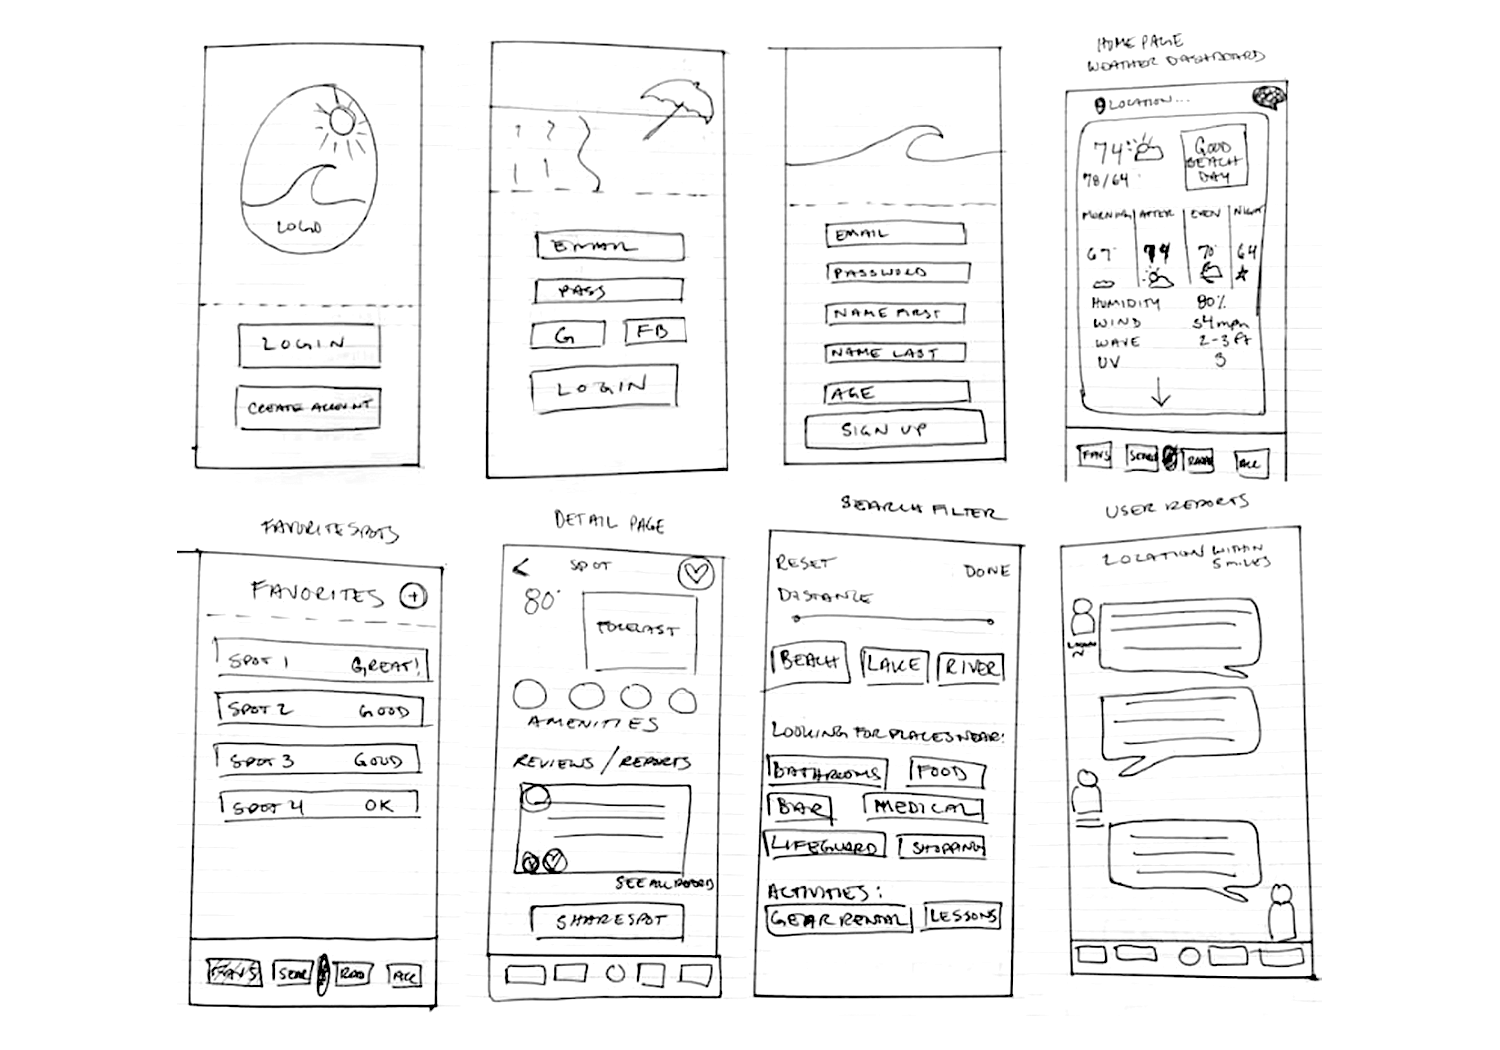 LOGO
LOGIN
CREATE ACCOUNT
EMAIL
PASS
G FB
LOGIN
EMAIL
PASSWORD
NAME FIRST
NAME LAST
AGE
SIGN UP
HOME PAGE
WEATHER DASHBOARD
LOCATION...
74°
78/64
GOOD
BEACH
DAY
MORNING AFTER EVEN NIGHT
67° 74 70° 64
HUMIDITY 80%
WIND 54mph
WAVE 2-3 ft
UV 3
FAVS ACC
FAVORITE SPOTS
FAVORITES +
SPOT 1 GREAT!
SPOT 2 GOOD
SPOT 3 GOOD
SPOT 4 OK
FAVS SEAR RAD ACC
DETAIL PAGE
< SPOT
80°
FORECAST
AMENITIES
REVIEWS / REPORTS
SEE ALL
SHARE SPOT
SEARCH FILTER
RESET DONE
DISTANCE
BEACH LAKE RIVER
LOOKING FOR PLACES NEAR:
BATHROOMS FOOD
BAR MEDICAL
LIFEGUARD SHOPPING
ACTIVITIES:
GEAR RENTAL LESSONS
USER REPORTS
LOCATION WITHIN
5 MILES